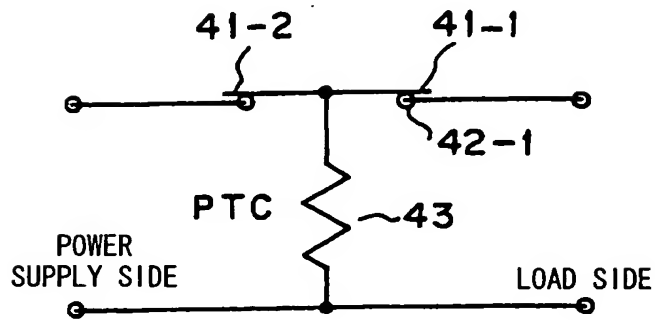 41-2
41-1
42-1
PTC
43
POWER
SUPPLY SIDE
LOAD SIDE